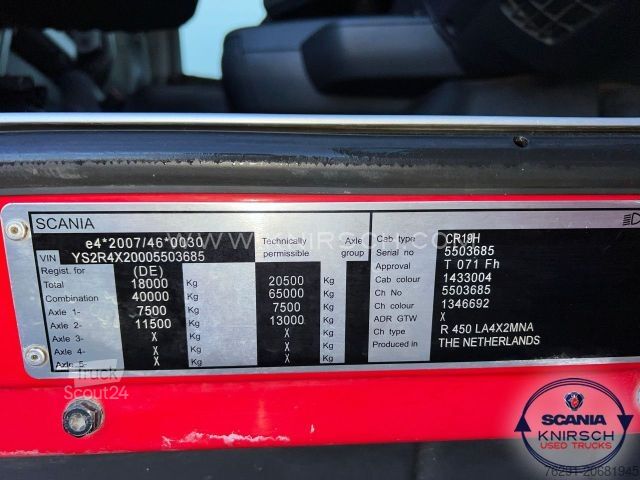 SCANIA
e4*2007/46*0030
VIN YS2R4X20005503685
Regist. for (DE)
Technically permissible
Axle group
Total 18000 Kg 20500 Kg
Combination 40000 Kg 65000 Kg
Axle 1- 7500 Kg 7500 Kg
Axle 2- 11500 Kg 13000 Kg
Axle 3- X Kg X Kg
Axle 4- X Kg X Kg
Axle 5- X Kg X Kg
Cab type CR19H
Serial no 5503685
Approval T 071 Fh
Cab colour 1433004
Ch No 5503685
Ch colour 1346692
ADR GTW X
Ch type R 450 LA4X2MNA
Produced in THE NETHERLANDS
Truck
Scout24
SCANIA
KNIRSCH
USED TRUCKS
76291-20681945